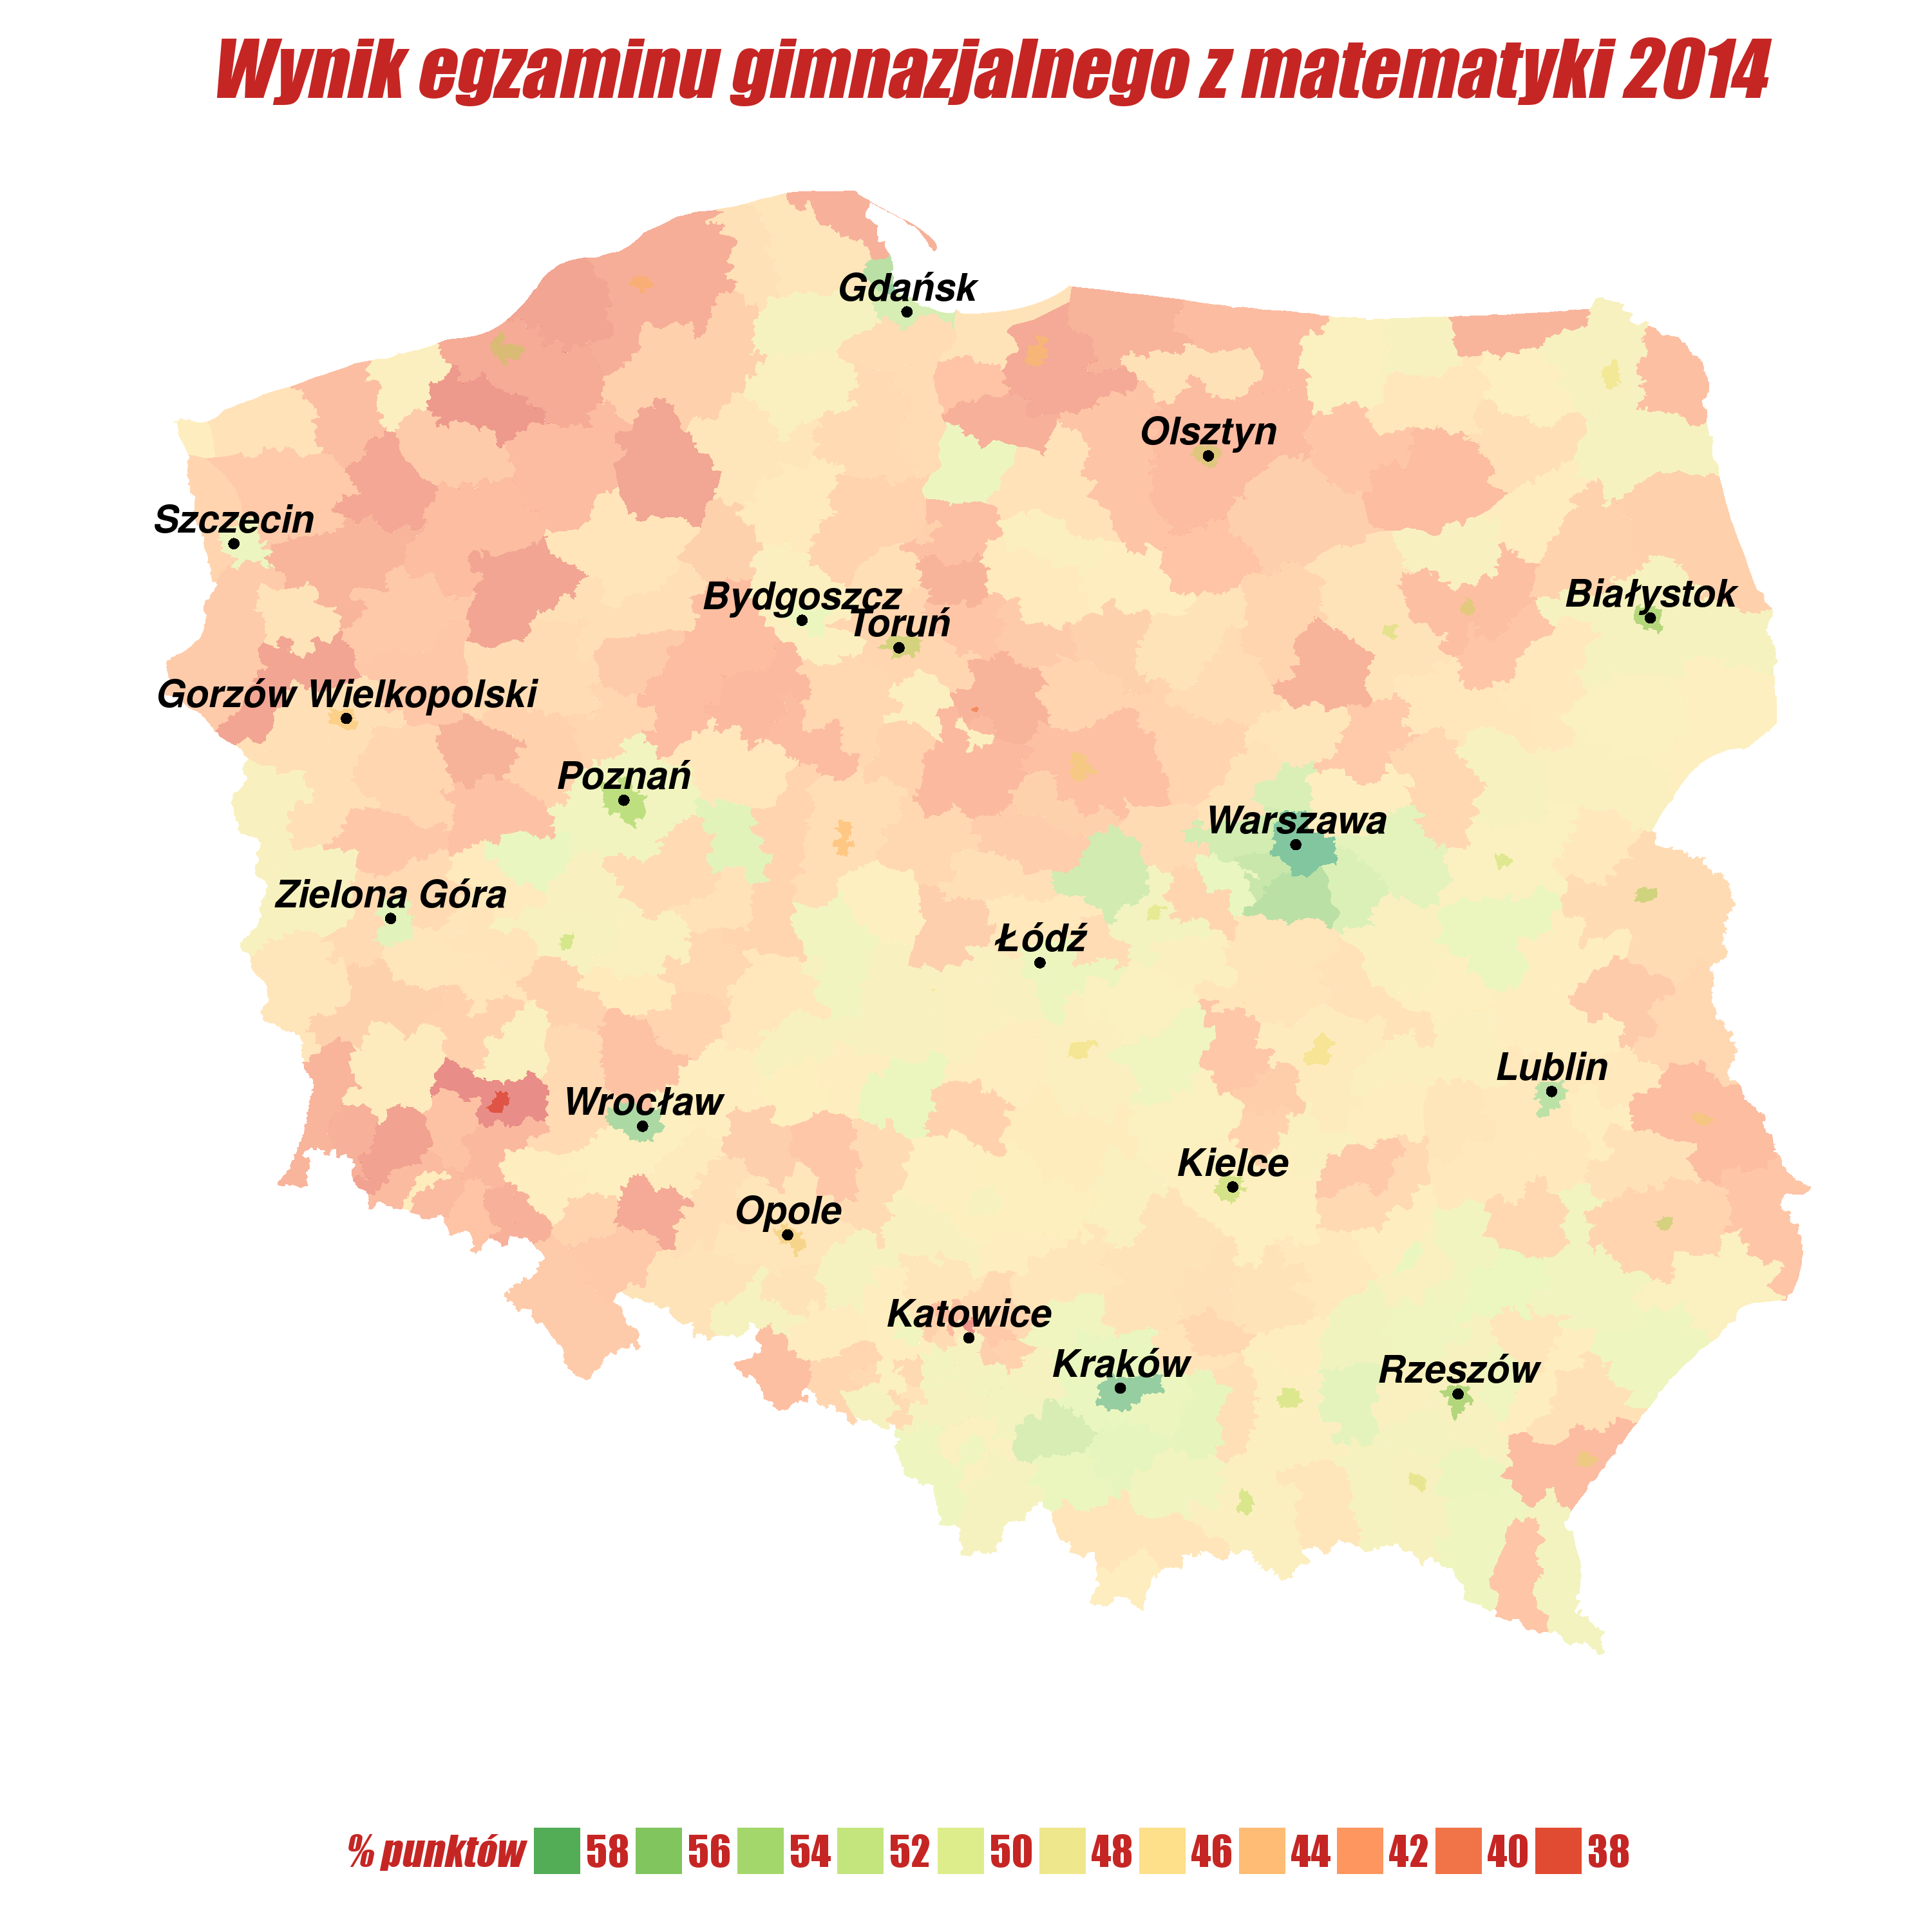 Wynik egzaminu gimnazjalnego z matematyki 2014
Gdańsk
Olsztyn
Szczecin
Bydgoszcz
Białystok
Toruń
Gorzów Wielkopolski
Poznań
Warszawa
Zielona Góra
Łódź
Lublin
Wrocław
Kielce
Opole
Katowice
Kraków
Rzeszów
% punktów 58 56 54 52 50 48 46 44 42 40 38